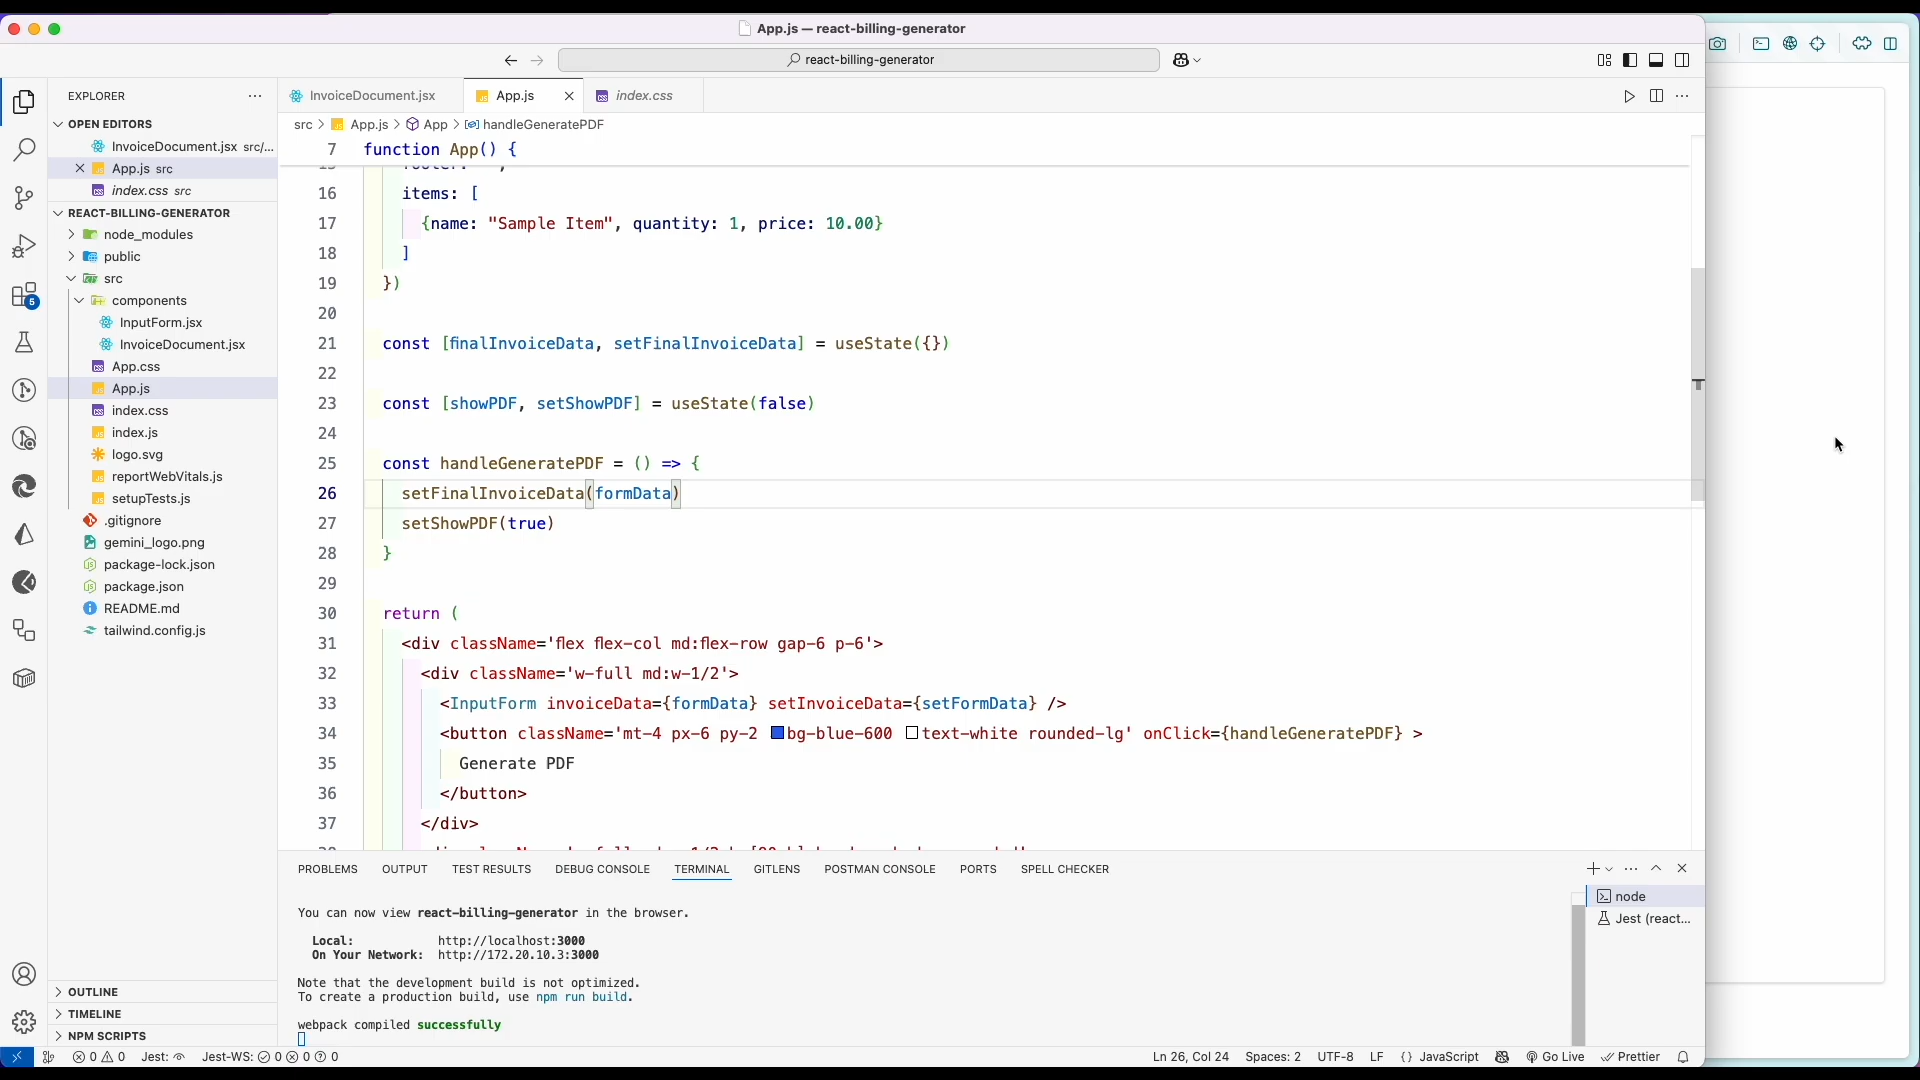 App.js — react-billing-generator
react-billing-generator
EXPLORER
OPEN EDITORS
InvoiceDocument.jsx src/...
App.js src
index.css src
REACT-BILLING-GENERATOR
node_modules
public
src
components
InputForm.jsx
InvoiceDocument.jsx
App.css
App.js
index.css
index.js
logo.svg
reportWebVitals.js
setupTests.js
.gitignore
gemini_logo.png
package-lock.json
package.json
README.md
tailwind.config.js
OUTLINE
TIMELINE
NPM SCRIPTS
5
InvoiceDocument.jsx
App.js
index.css
src > App.js > App > handleGeneratePDF
7 function App() {
16 items: [
17 {name: "Sample Item", quantity: 1, price: 10.00}
18 ]
19 })
20
21 const [finalInvoiceData, setFinalInvoiceData] = useState({})
22
23 const [showPDF, setShowPDF] = useState(false)
24
25 const handleGeneratePDF = () => {
26 setFinalInvoiceData(formData)
27 setShowPDF(true)
28 }
29
30 return (
31 <div className='flex flex-col md:flex-row gap-6 p-6'>
32 <div className='w-full md:w-1/2'>
33 <InputForm invoiceData={formData} setInvoiceData={setFormData} />
34 <button className='mt-4 px-6 py-2 bg-blue-600 text-white rounded-lg' onClick={handleGeneratePDF} >
35 Generate PDF
36 </button>
37 </div>
PROBLEMS OUTPUT TEST RESULTS DEBUG CONSOLE TERMINAL GITLENS POSTMAN CONSOLE PORTS SPELL CHECKER
You can now view react-billing-generator in the browser.
Local: http://localhost:3000
On Your Network: http://172.20.10.3:3000
Note that the development build is not optimized.
To create a production build, use npm run build.
webpack compiled successfully
node
Jest (react...
0 0 Jest: Jest-WS: 0 0 0
Ln 26, Col 24 Spaces: 2 UTF-8 LF {} JavaScript Go Live Prettier